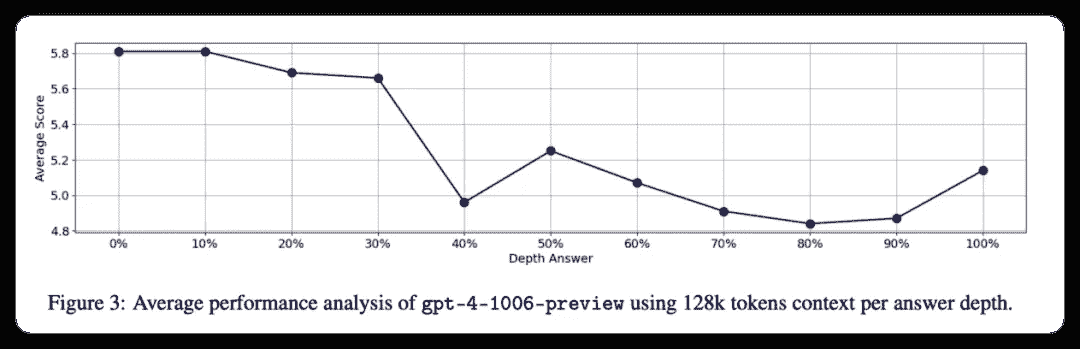 5.8
5.6
5.4
5.2
5.0
4.8
Average Score
0% 10% 20% 30% 40% 50% 60% 70% 80% 90% 100%
Depth Answer
Figure 3: Average performance analysis of gpt-4-1006-preview using 128k tokens context per answer depth.